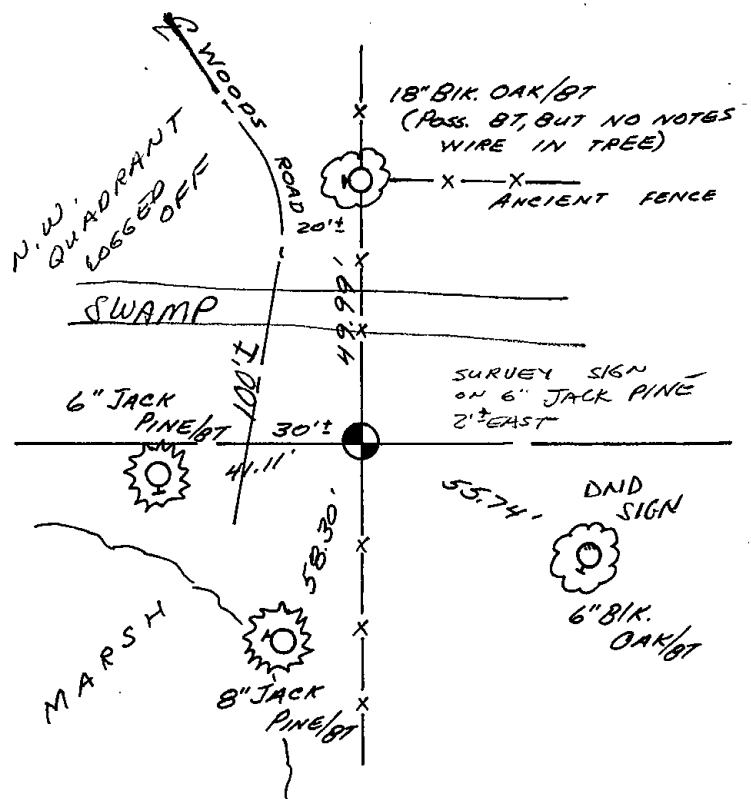 WOODS
ROAD
18" BLK. OAK/BT
(POSS. BT, BUT NO NOTES
WIRE IN TREE)
ANCIENT FENCE
N.W.
QUADRANT
LOGGED
OFF
20'±
49.99'
SWAMP
100'±
SURVEY SIGN
ON 6" JACK PINE
2'± EAST
6" JACK
PINE/BT
30'±
41.11'
55.74'
DND
SIGN
58.30'
6" BLK.
OAK/BT
MARSH
8" JACK
PINE/BT